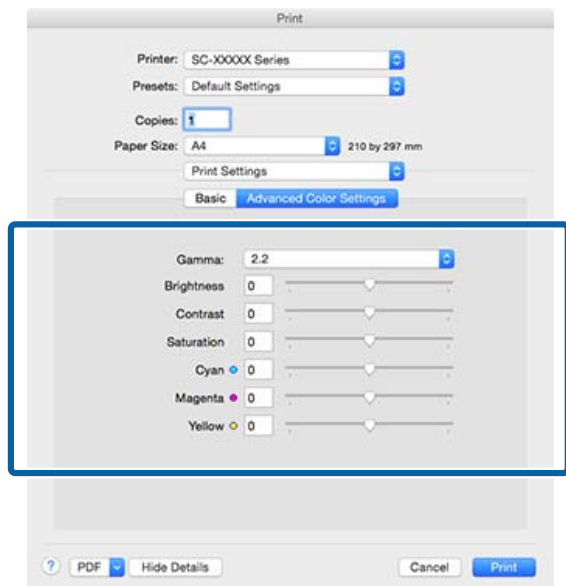 Print
Printer: SC-XXXXX Series
Presets: Default Settings
Copies: 1
Paper Size: A4 210 by 297 mm
Print Settings
Basic Advanced Color Settings
Gamma: 2.2
Brightness 0
Contrast 0
Saturation 0
Cyan 0
Magenta 0
Yellow 0
? PDF Hide Details Cancel Print